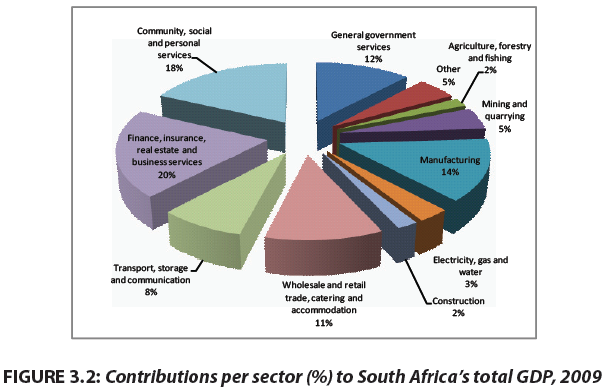 Community, social
and personal
services
18%
General government
services
12%
Agriculture, forestry
and fishing
2%
Other
5%
Mining and
quarrying
5%
Finance, insurance,
real estate and
business services
20%
Manufacturing
14%
Transport, storage
and communication
8%
Wholesale and retail
trade, catering and
accommodation
11%
Electricity, gas and
water
3%
Construction
2%
FIGURE 3.2: Contributions per sector (%) to South Africa's total GDP, 2009